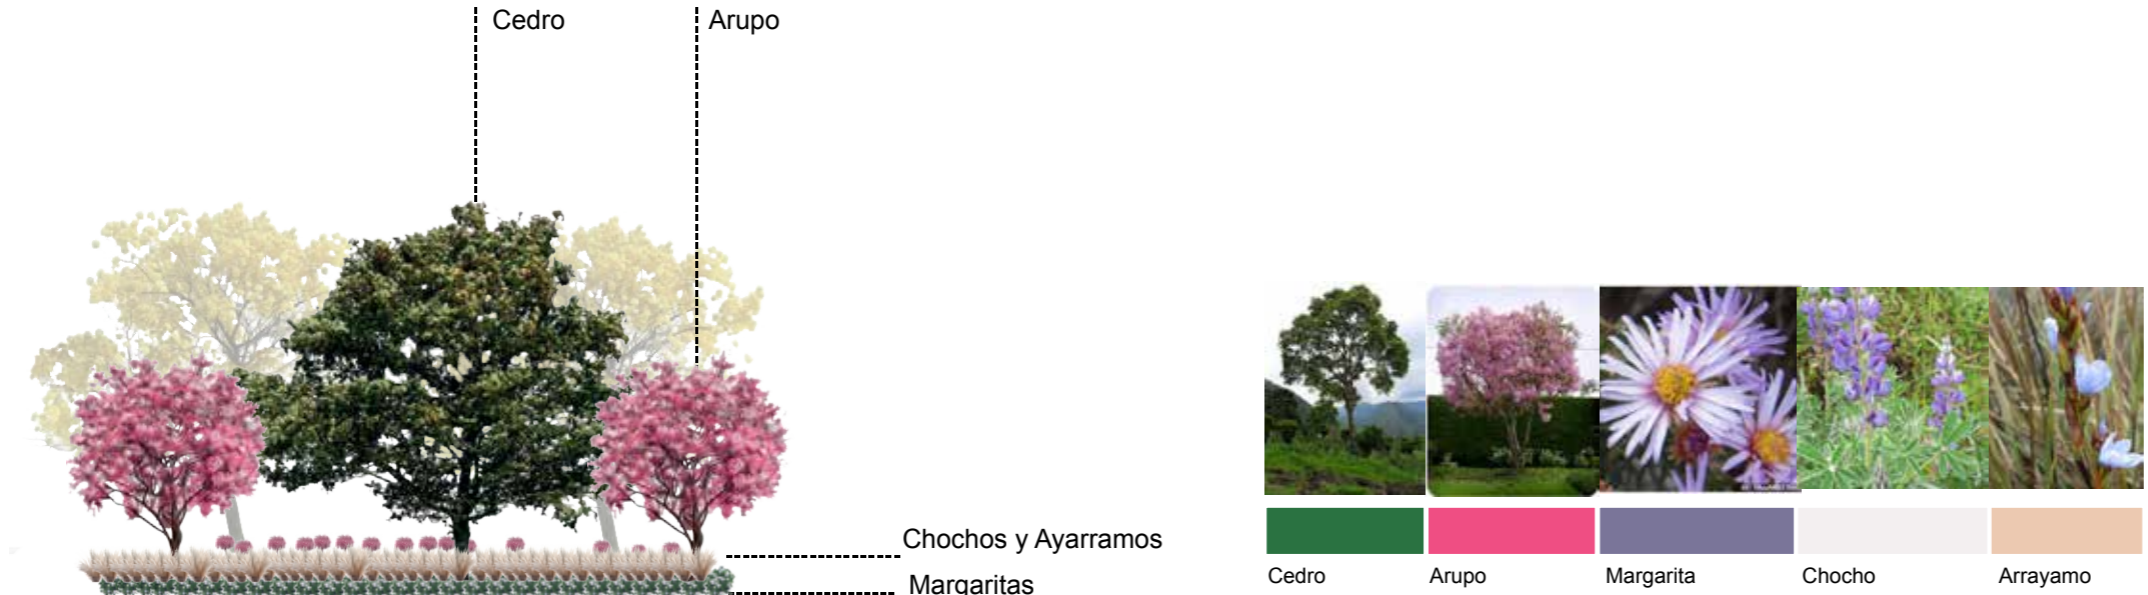 Cedro
Arupo
Chochos y Ayarramos
Margaritas
Cedro
Arupo
Margarita
Chocho
Arrayamo